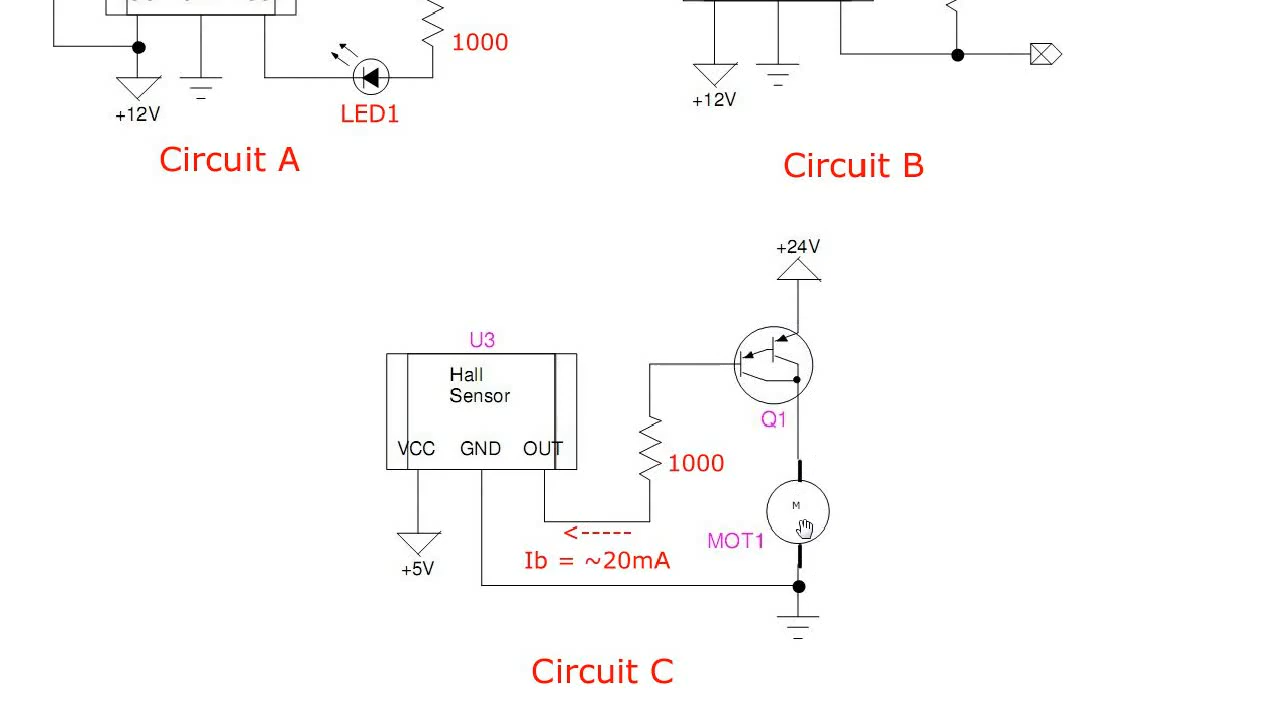 1000
+12V
LED1
Circuit A
+12V
Circuit B
+24V
U3
Hall
Sensor
VCC GND OUT
Q1
1000
<-----
Ib = ~20mA
M
MOT1
+5V
Circuit C